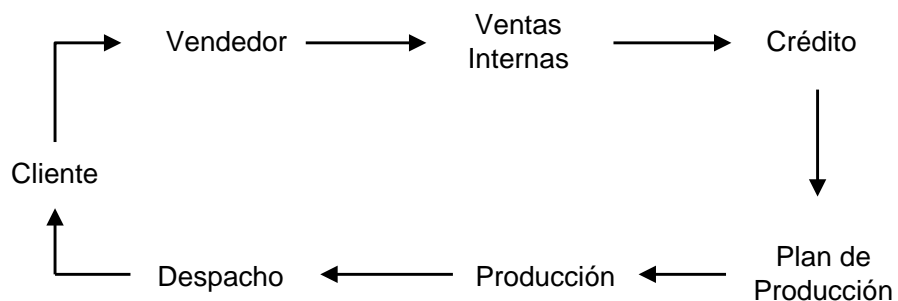 Vendedor
Ventas
Internas
Crédito
Cliente
Despacho
Producción
Plan de
Producción